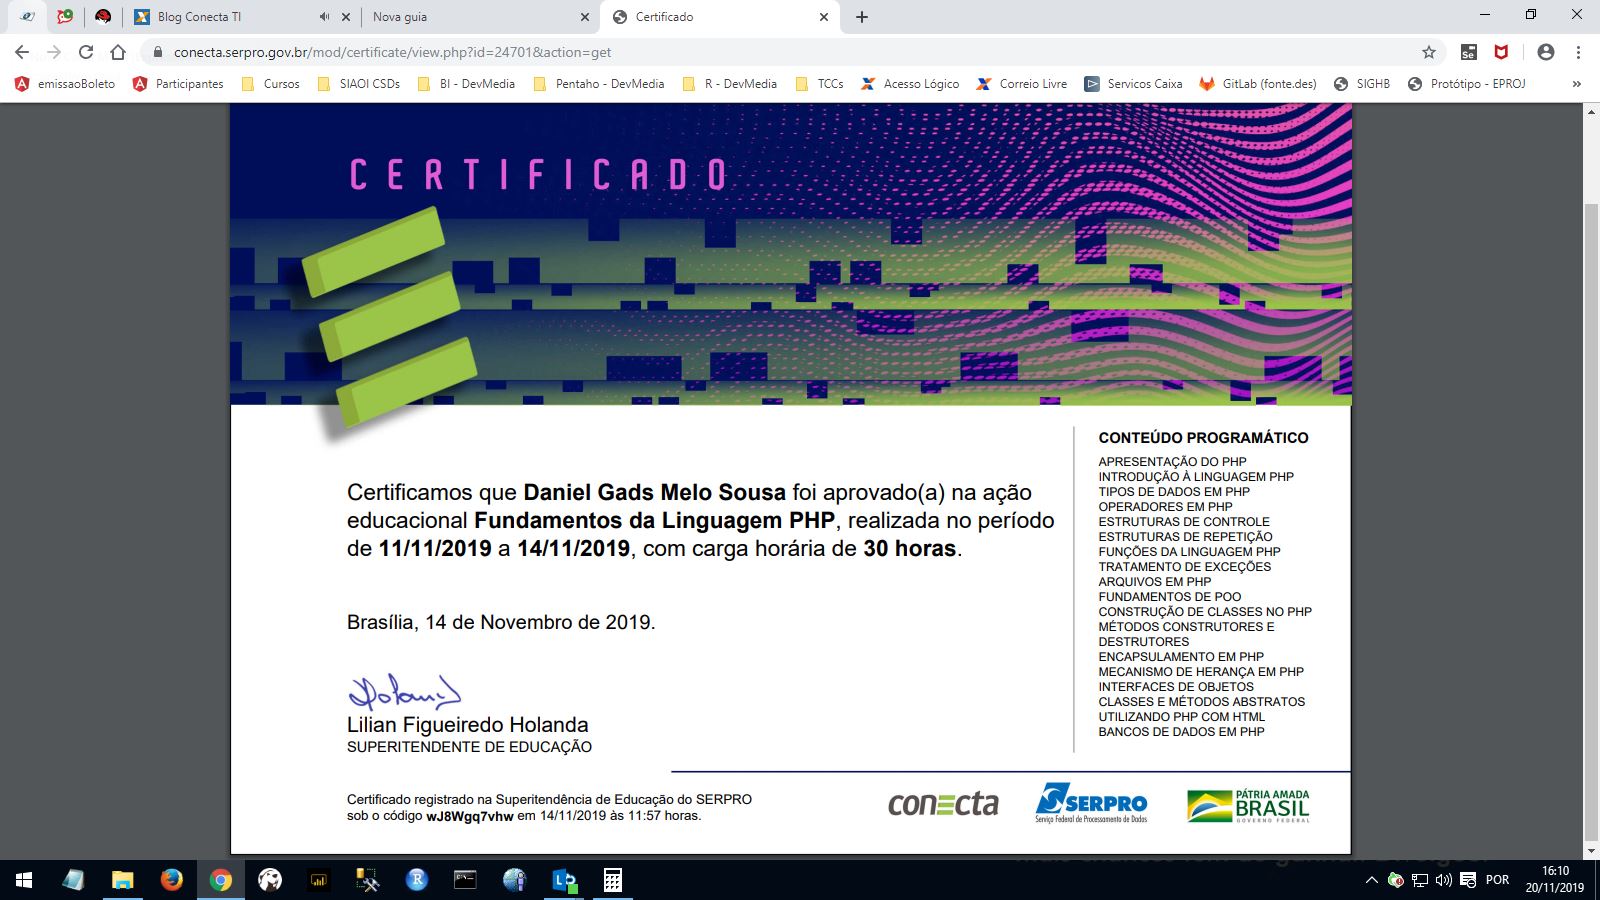 Blog Conecta TI
Nova guia
Certificado
conecta.serpro.gov.br/mod/certificate/view.php?id=24701&action=get
Se
emissaoBoleto
Participantes
Cursos
SIAOI CSDs
BI - DevMedia
Pentaho - DevMedia
R - DevMedia
TCCs
Acesso Lógico
Correio Livre
Servicos Caixa
GitLab (fonte.des)
SIGHB
Protótipo - EPROJ
»
CERTIFICADO
Certificamos que Daniel Gads Melo Sousa foi aprovado(a) na ação
educacional Fundamentos da Linguagem PHP, realizada no período
de 11/11/2019 a 14/11/2019, com carga horária de 30 horas.
Brasília, 14 de Novembro de 2019.
Lilian Figueiredo Holanda
SUPERITENDENTE DE EDUCAÇÃO
Certificado registrado na Superitendência de Educação do SERPRO
sob o código wJ8Wgq7vhw em 14/11/2019 às 11:57 horas.
CONTEÚDO PROGRAMÁTICO
APRESENTAÇÃO DO PHP
INTRODUÇÃO À LINGUAGEM PHP
TIPOS DE DADOS EM PHP
OPERADORES EM PHP
ESTRUTURAS DE CONTROLE
ESTRUTURAS DE REPETIÇÃO
FUNÇÕES DA LINGUAGEM PHP
TRATAMENTO DE EXCEÇÕES
ARQUIVOS EM PHP
FUNDAMENTOS DE POO
CONSTRUÇÃO DE CLASSES NO PHP
MÉTODOS CONSTRUTORES E
DESTRUTORES
ENCAPSULAMENTO EM PHP
MECANISMO DE HERANÇA EM PHP
INTERFACES DE OBJETOS
CLASSES E MÉTODOS ABSTRATOS
UTILIZANDO PHP COM HTML
BANCOS DE DADOS EM PHP
conecta
SERPRO
Serviço Federal de Processamento de Dados
PÁTRIA AMADA
BRASIL
GOVERNO FEDERAL
POR
16:10
20/11/2019